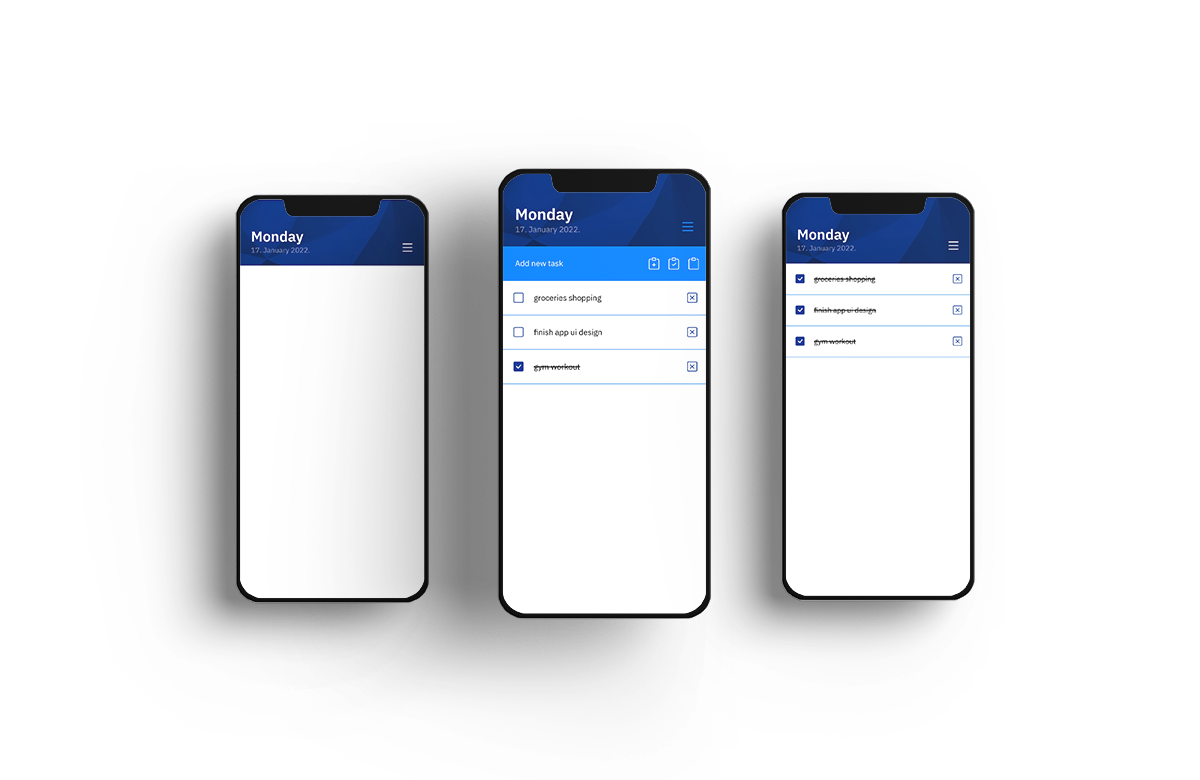 Monday
17. January 2022.
Monday
17. January 2022.
Add new task
groceries shopping
finish app ui design
gym workout
Monday
17. January 2022.
groceries shopping
finish app ui design
gym workout